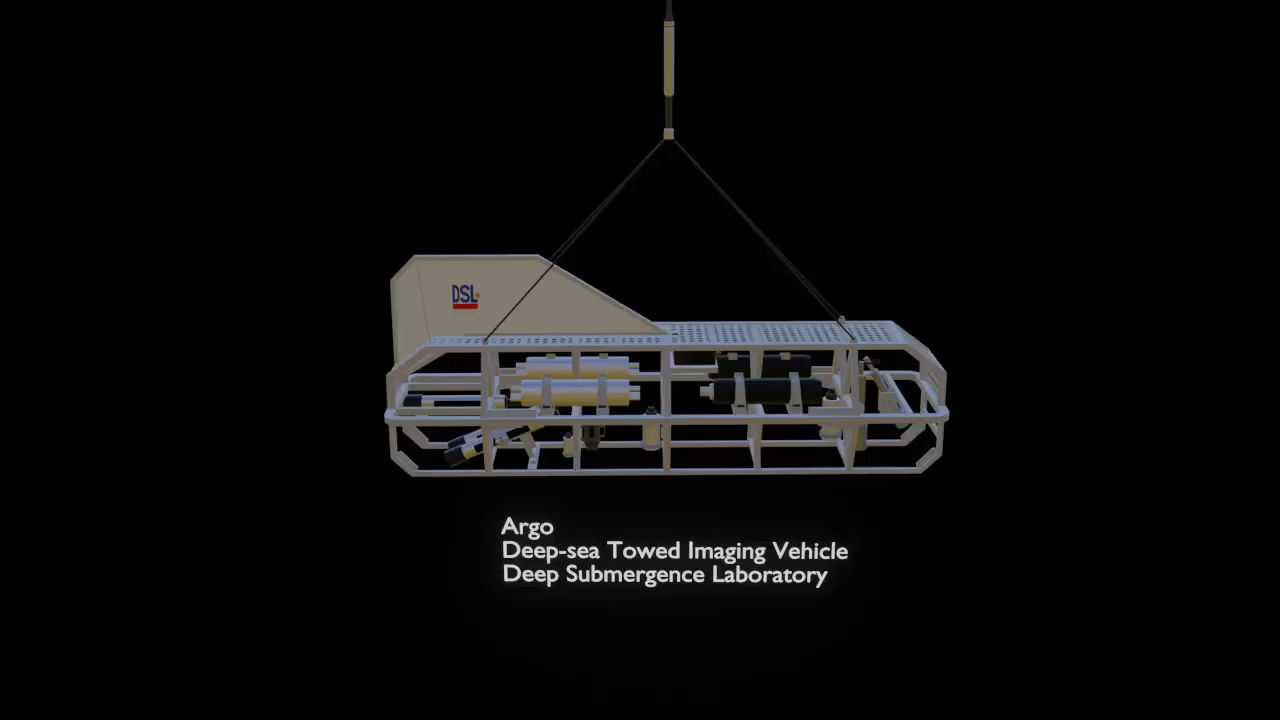 DSL
Argo
Deep-sea Towed Imaging Vehicle
Deep Submergence Laboratory